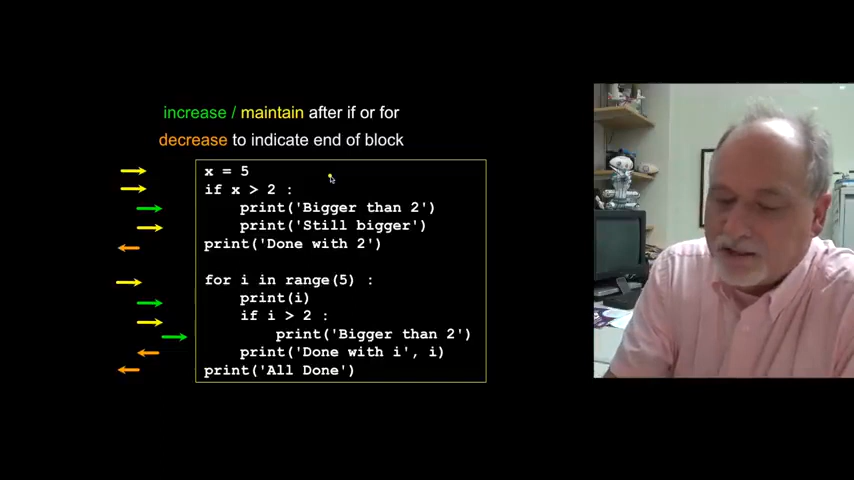 increase / maintain after if or for
decrease to indicate end of block
x = 5
if x > 2 :
    print('Bigger than 2')
    print('Still bigger')
print('Done with 2')
for i in range(5) :
    print(i)
    if i > 2 :
        print('Bigger than 2')
    print('Done with i', i)
print('All Done')